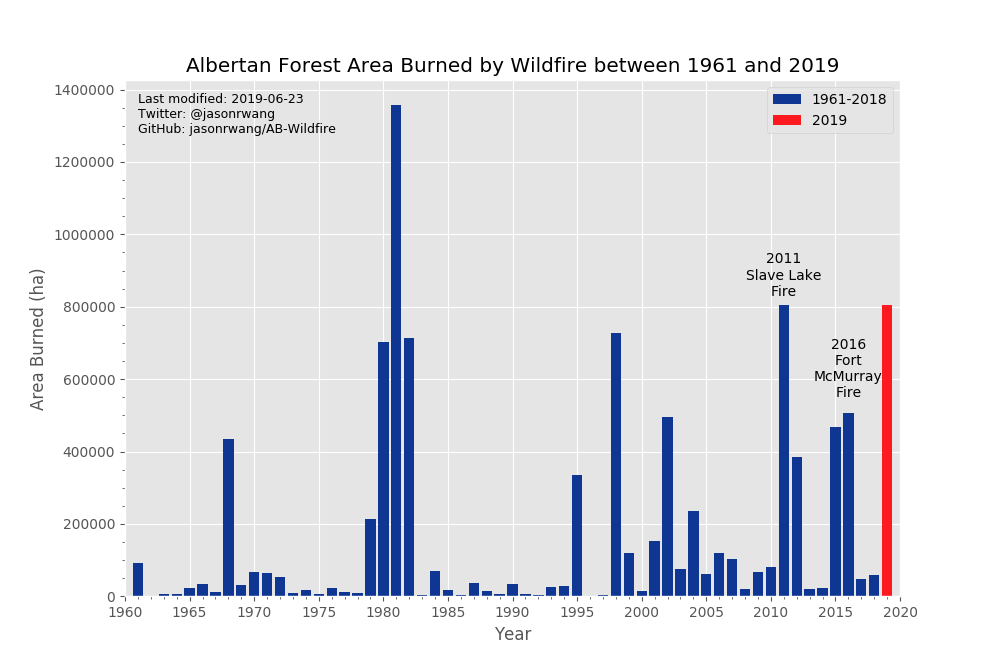 Albertan Forest Area Burned by Wildfire between 1961 and 2019
Last modified: 2019-06-23
Twitter: @jasonrwang
GitHub: jasonrwang/AB-Wildfire
1961-2018
2019
1400000
1200000
1000000
800000
600000
400000
200000
0
Area Burned (ha)
2011
Slave Lake
Fire
2016
Fort
McMurray
Fire
1960 1965 1970 1975 1980 1985 1990 1995 2000 2005 2010 2015 2020
Year